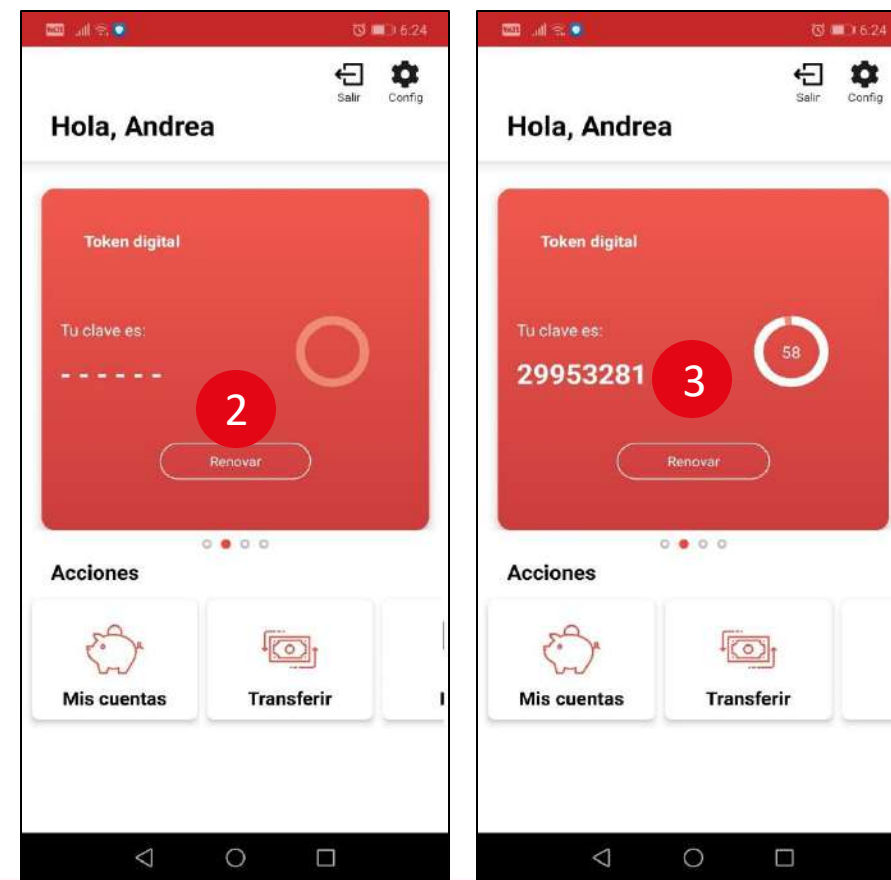 6:24
Salir Config
Hola, Andrea
Token digital
Tu clave es:
- - - - - -
2
Renovar
Acciones
Mis cuentas Transferir
6:24
Salir Config
Hola, Andrea
Token digital
Tu clave es:
58
29953281
3
Renovar
Acciones
Mis cuentas Transferir